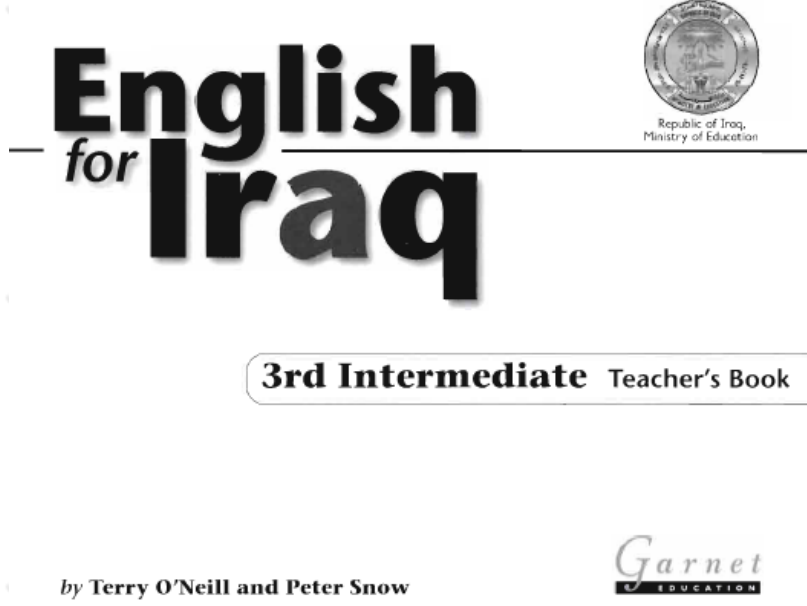 English
for Iraq
Republic of Iraq,
Ministry of Education
3rd Intermediate Teacher's Book
by Terry O'Neill and Peter Snow
Garnet
EDUCATION